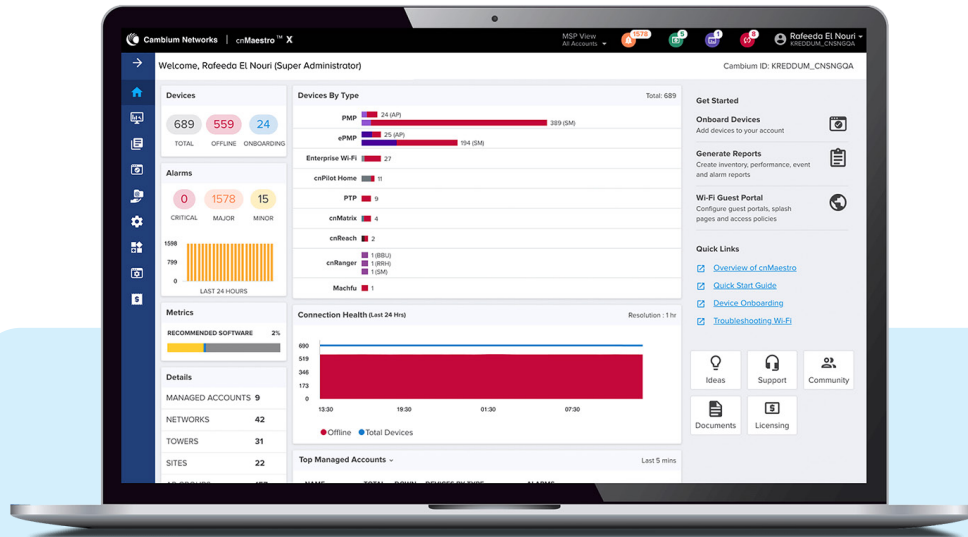 Cambium Networks | cnMaestro™ X
MSP View
All Accounts
1578
5
1
8
Rafeeda El Nouri
KREDDUM_CNSNGQA
Welcome, Rafeeda El Nouri (Super Administrator)
Cambium ID: KREDDUM_CNSNGQA
Devices
689
559
24
TOTAL
OFFLINE
ONBOARDING
Alarms
0
1578
15
CRITICAL
MAJOR
MINOR
1598
799
0
LAST 24 HOURS
Metrics
RECOMMENDED SOFTWARE 2%
Details
MANAGED ACCOUNTS 9
NETWORKS 42
TOWERS 31
SITES 22
Devices By Type
Total: 689
PMP
24 (AP)
389 (SM)
ePMP
25 (AP)
194 (SM)
Enterprise Wi-Fi 27
cnPilot Home 11
PTP 9
cnMatrix 4
cnReach 2
cnRanger
1 (BBU)
1 (RRH)
1 (SM)
Machfu 1
Connection Health (Last 24 Hrs)
Resolution : 1 hr
690
519
346
173
0
13:30
19:30
01:30
07:30
Offline
Total Devices
Top Managed Accounts
Last 5 mins
Get Started
Onboard Devices
Add devices to your account
Generate Reports
Create inventory, performance, event
and alarm reports
Wi-Fi Guest Portal
Configure guest portals, splash
pages and access policies
Quick Links
Overview of cnMaestro
Quick Start Guide
Device Onboarding
Troubleshooting Wi-Fi
Ideas
Support
Community
Documents
Licensing